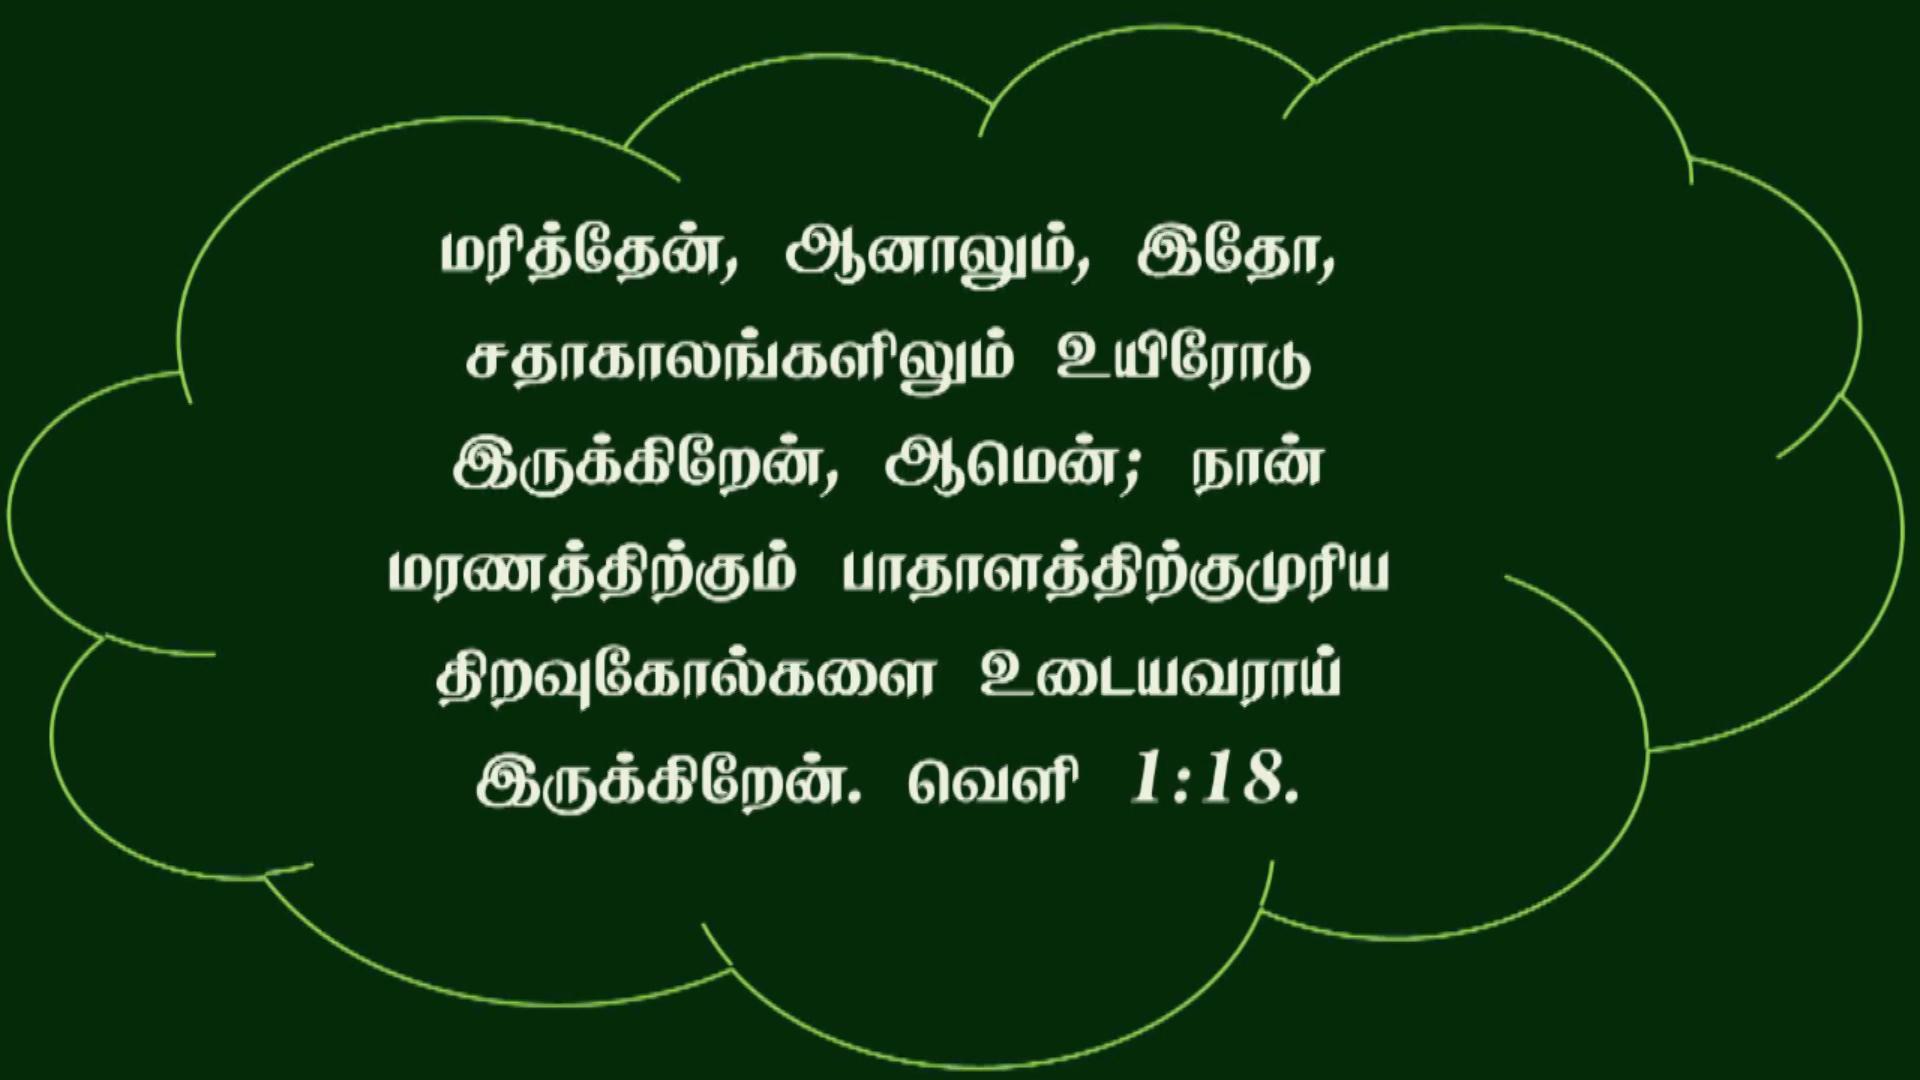 மரித்தேன், ஆனாலும், இதோ,
சதாகாலங்களிலும் உயிரோடு
இருக்கிறேன், ஆமென்; நான்
மரணத்திற்கும் பாதாளத்திற்குமுரிய
திறவுகோல்களை உடையவராய்
இருக்கிறேன். வெளி 1:18.